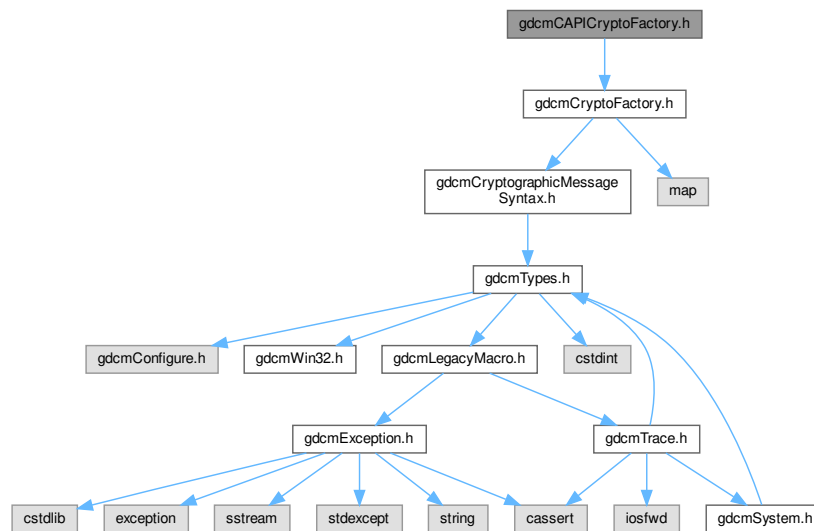 gdcmCAPICryptoFactory.h
gdcmCryptoFactory.h
gdcmCryptographicMessage
Syntax.h
map
gdcmTypes.h
gdcmConfigure.h
gdcmWin32.h
gdcmLegacyMacro.h
cstdint
gdcmException.h
gdcmTrace.h
cstdlib
exception
sstream
stdexcept
string
cassert
iosfwd
gdcmSystem.h